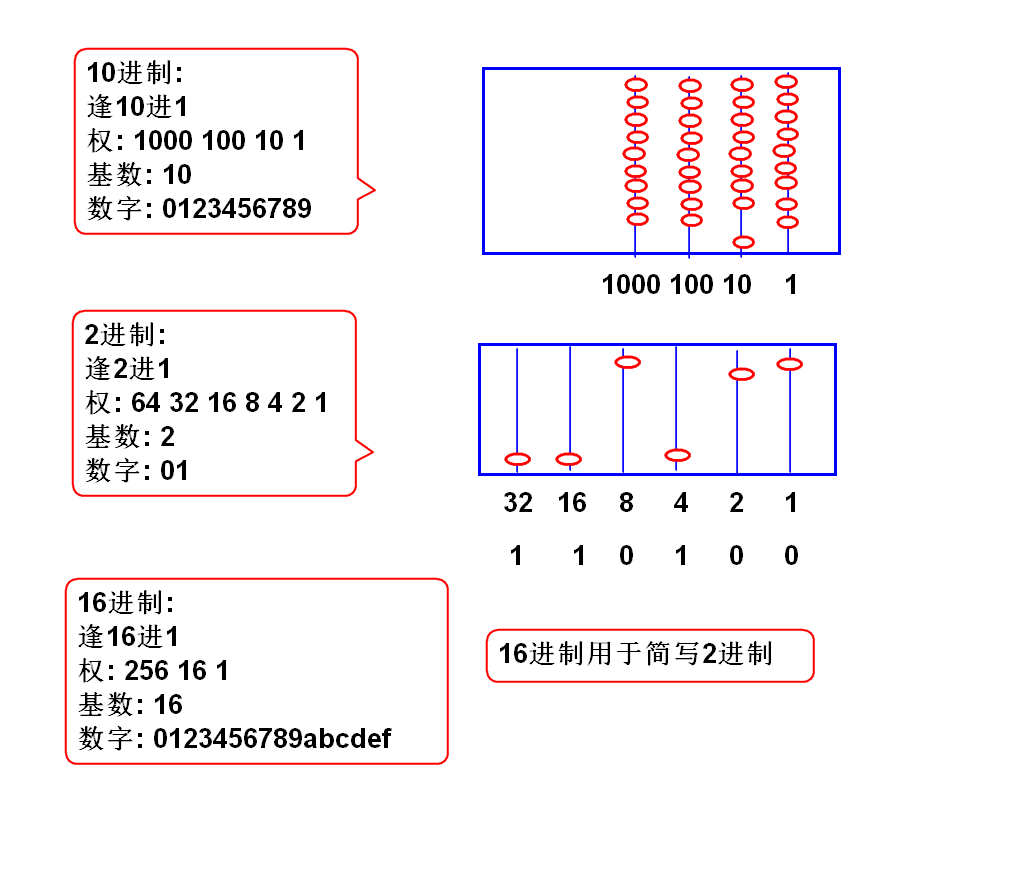 10进制:
逢10进1
权: 1000 100 10 1
基数: 10
数字: 0123456789
1000 100 10 1
2进制:
逢2进1
权: 64 32 16 8 4 2 1
基数: 2
数字: 01
32 16 8 4 2 1
1 1 0 1 0 0
16进制:
逢16进1
权: 256 16 1
基数: 16
数字: 0123456789abcdef
16进制用于简写2进制